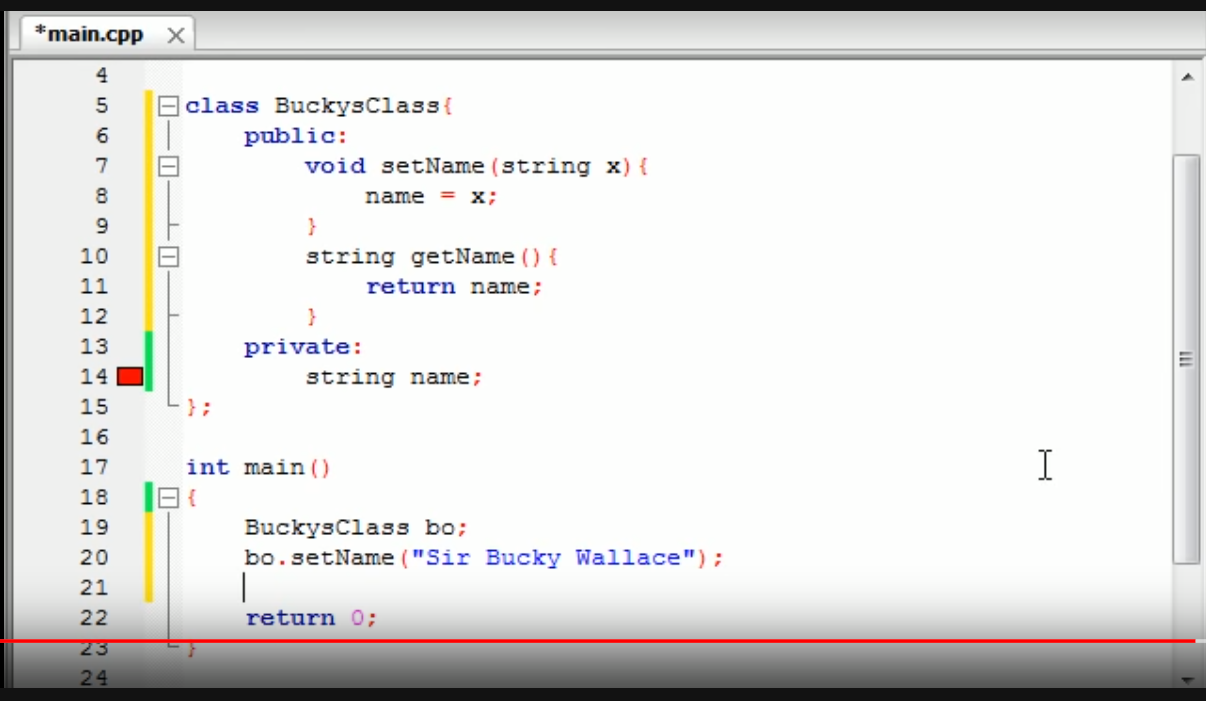 *main.cpp
4
5 class BuckysClass{
6 public:
7 void setName(string x){
8 name = x;
9 }
10 string getName(){
11 return name;
12 }
13 private:
14 string name;
15 };
16
17 int main()
18 {
19 BuckysClass bo;
20 bo.setName("Sir Bucky Wallace");
21
22 return 0;
23 }
24